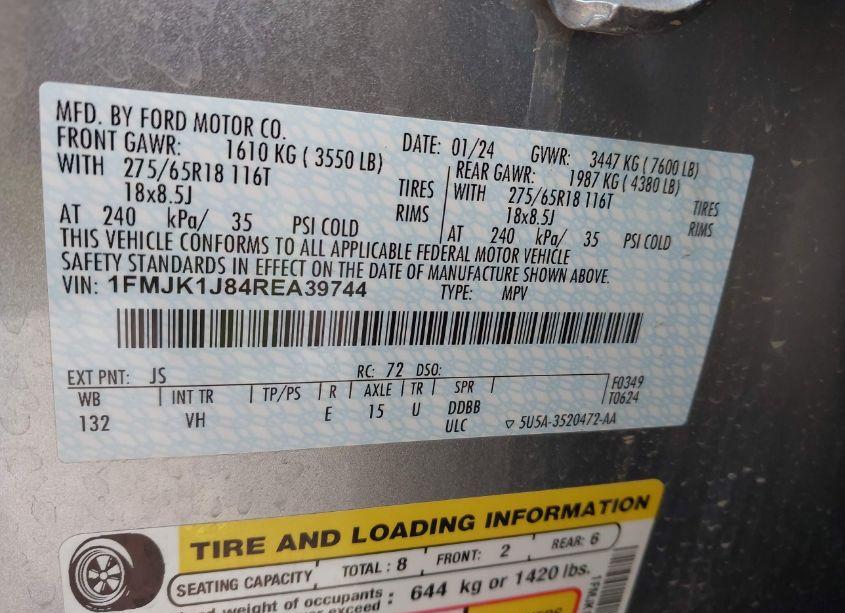 MFD. BY FORD MOTOR CO.
DATE: 01/24 GVWR: 3447 KG ( 7600 LB)
FRONT GAWR: 1610 KG ( 3550 LB) REAR GAWR: 1987 KG ( 4380 LB)
WITH 275/65R18 116T TIRES WITH 275/65R18 116T TIRES
18x8.5J RIMS 18x8.5J RIMS
AT 240 kPa/ 35 PSI COLD AT 240 kPa/ 35 PSI COLD
THIS VEHICLE CONFORMS TO ALL APPLICABLE FEDERAL MOTOR VEHICLE
SAFETY STANDARDS IN EFFECT ON THE DATE OF MANUFACTURE SHOWN ABOVE.
VIN: 1FMJK1J84REA39744 TYPE: MPV
EXT PNT: JS RC: 72 DSO:
WB INT TR TP/PS R AXLE TR SPR F0349
132 VH E 15 U DDBB T0624
ULC ▽ 5U5A-3520472-AA
TIRE AND LOADING INFORMATION
SEATING CAPACITY TOTAL : 8 FRONT: 2 REAR: 6
weight of occupants : 644 kg or 1420 lbs.
exceed